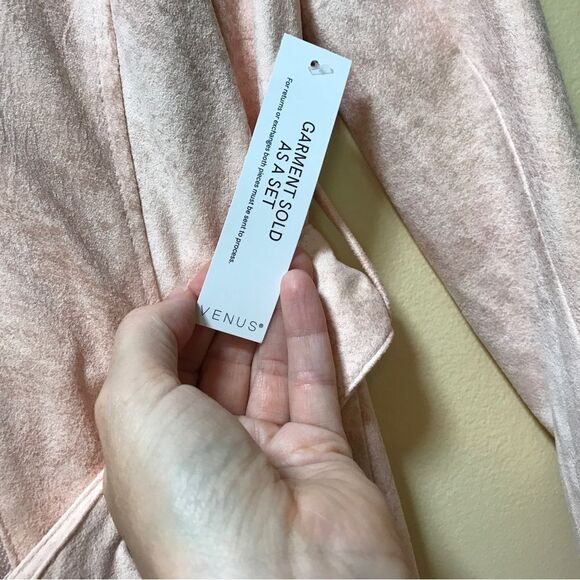 GARMENT SOLD
AS A SET
For returns or exchanges both pieces must be sent to process.
VENUS®